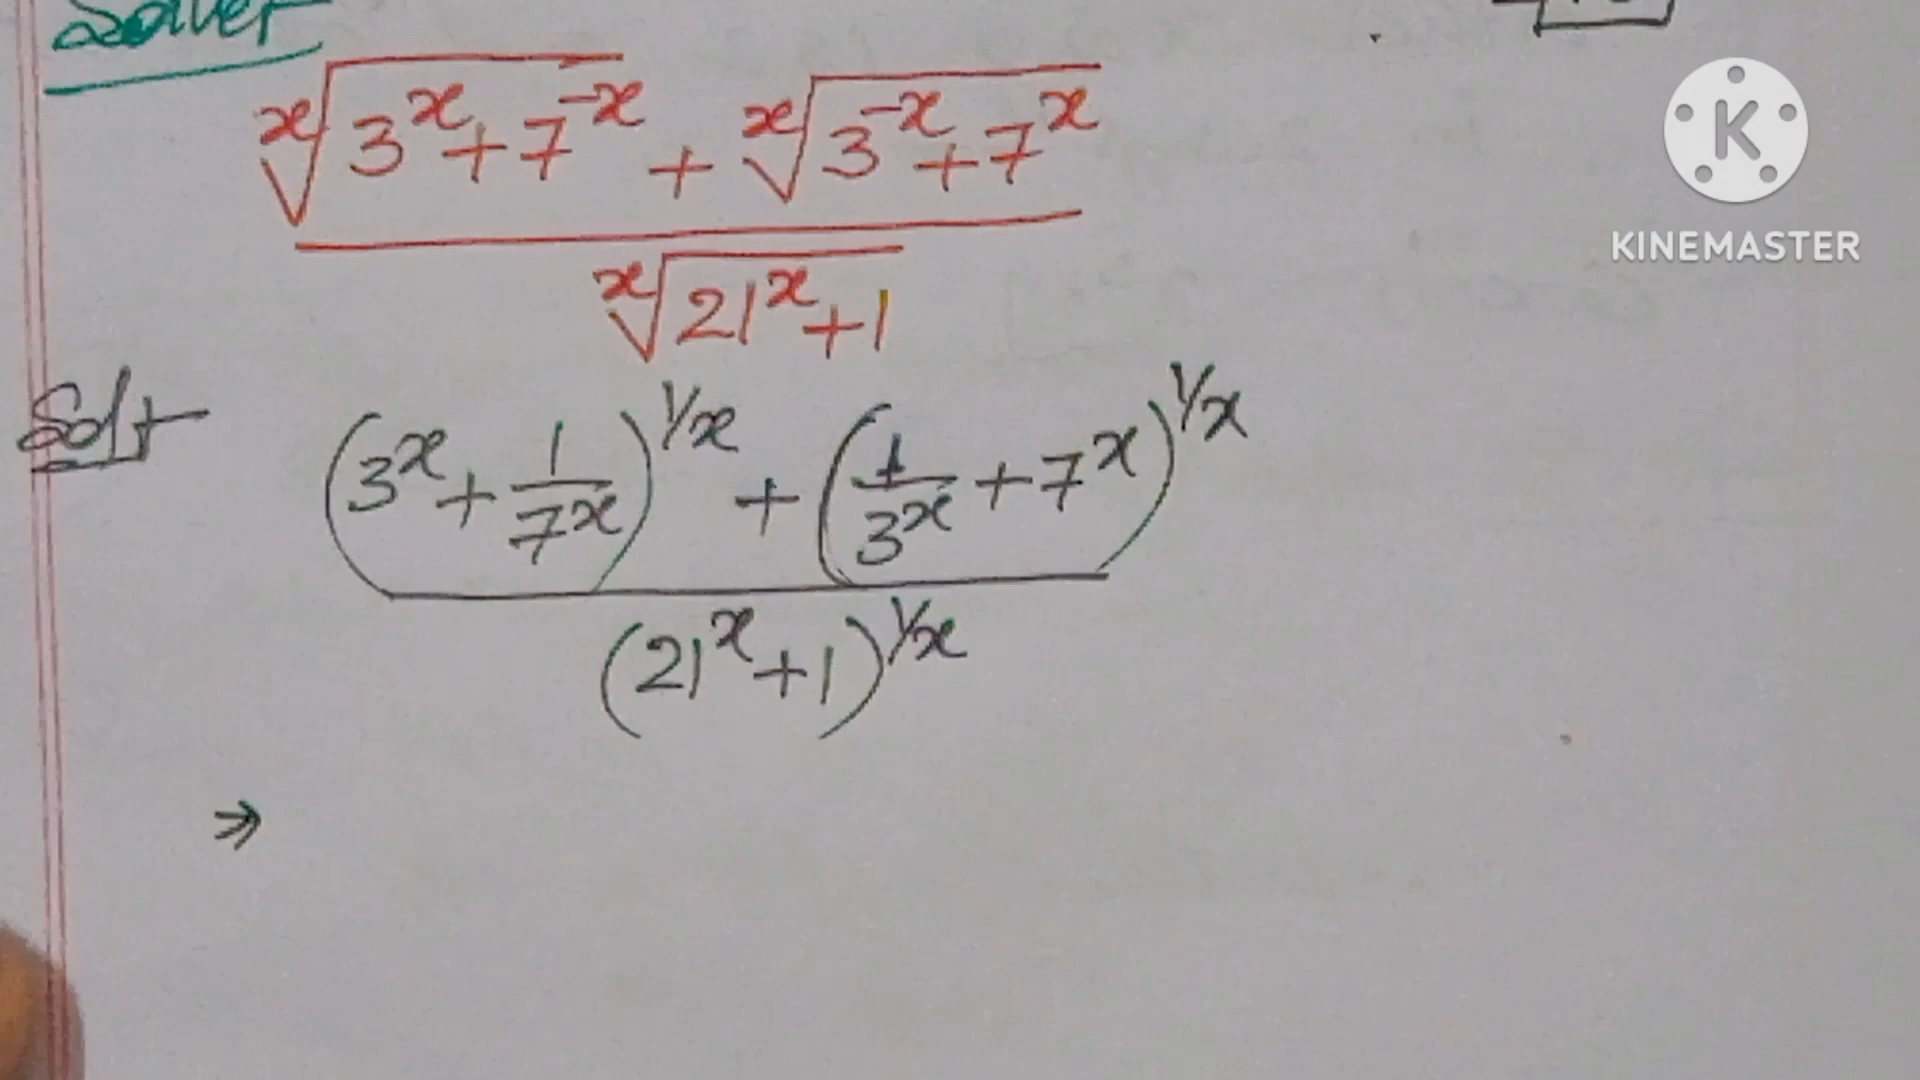 Solve:
ˣ√(3ˣ+7⁻ˣ) + ˣ√(3⁻ˣ+7ˣ)
ˣ√(21ˣ+1)
K
KINEMASTER
Sol:-
(3ˣ+1/7ˣ)^(1/x) + (1/3ˣ+7ˣ)^(1/x)
(21ˣ+1)^(1/x)
⇒